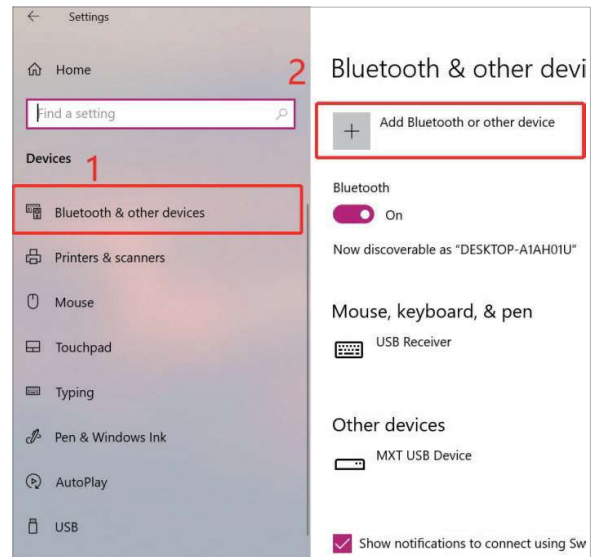 Settings
Home
Find a setting
Devices
1
Bluetooth & other devices
Printers & scanners
Mouse
Touchpad
Typing
Pen & Windows Ink
AutoPlay
USB
2
Bluetooth & other devi
Add Bluetooth or other device
Bluetooth
On
Now discoverable as “DESKTOP-A1AH01U”
Mouse, keyboard, & pen
USB Receiver
Other devices
MXT USB Device
Show notifications to connect using Sw